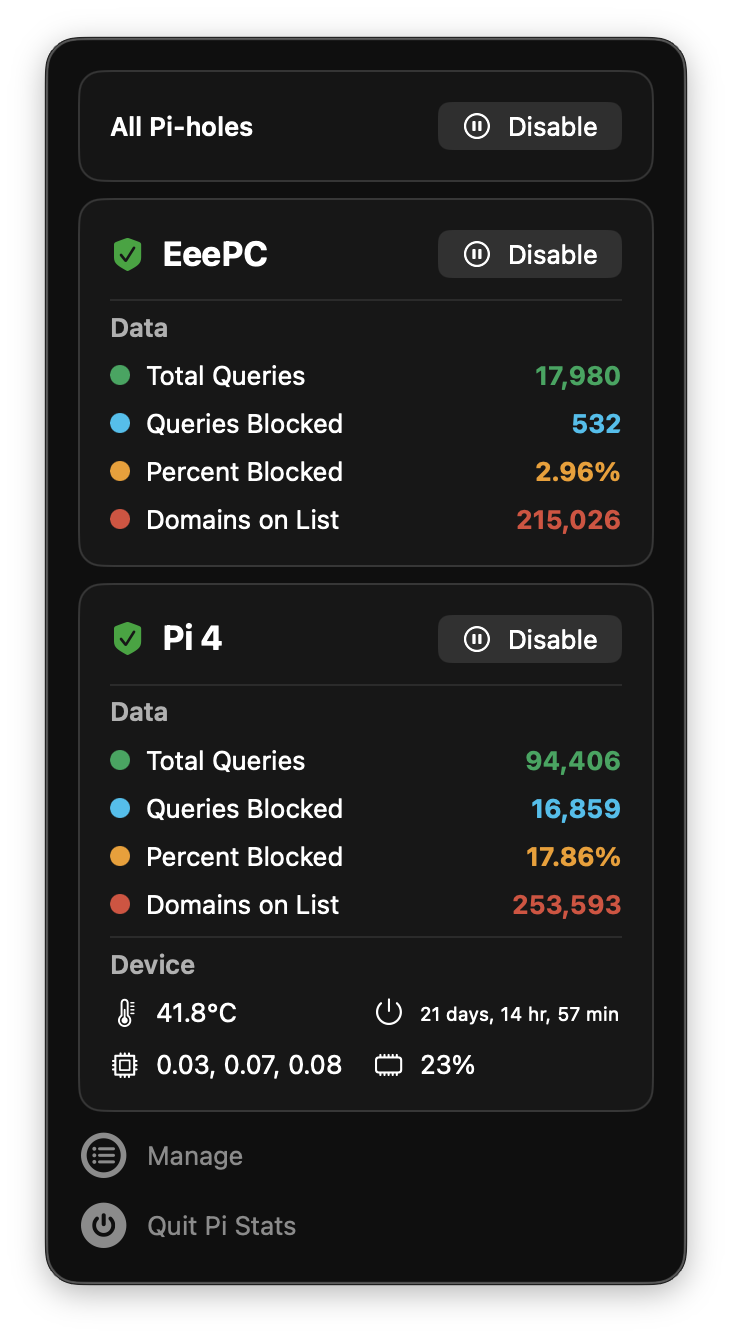 All Pi-holes Disable
EeePC Disable
Data
Total Queries 17,980
Queries Blocked 532
Percent Blocked 2.96%
Domains on List 215,026
Pi 4 Disable
Data
Total Queries 94,406
Queries Blocked 16,859
Percent Blocked 17.86%
Domains on List 253,593
Device
41.8°C 21 days, 14 hr, 57 min
0.03, 0.07, 0.08 23%
Manage
Quit Pi Stats